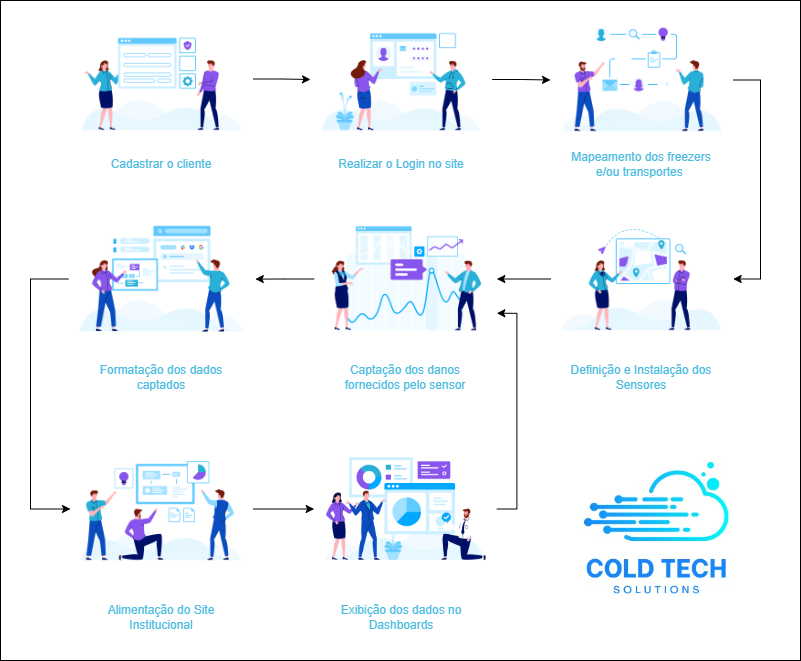 Cadastrar o cliente
Realizar o Login no site
Mapeamento dos freezers
e/ou transportes
Formatação dos dados
captados
Captação dos danos
fornecidos pelo sensor
Definição e Instalação dos
Sensores
Alimentação do Site
Institucional
Exibição dos dados no
Dashboards
COLD TECH
SOLUTIONS